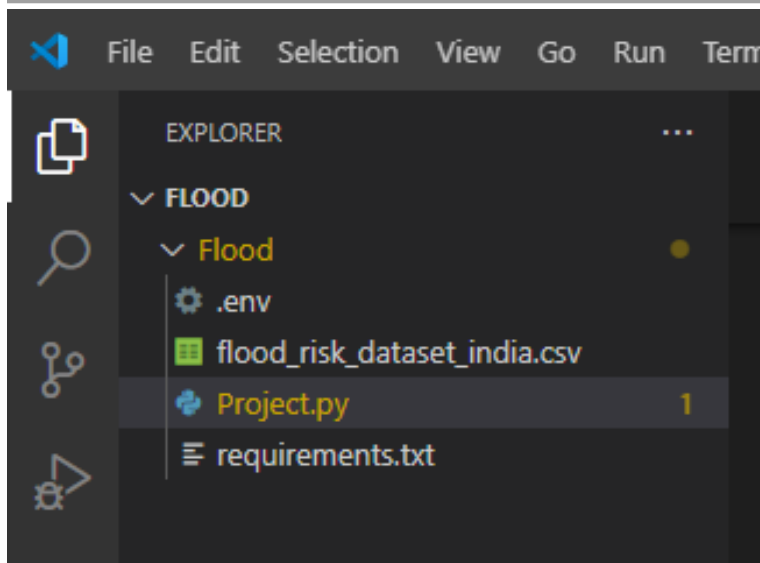 File Edit Selection View Go Run Term
EXPLORER ...
FLOOD
Flood
.env
flood_risk_dataset_india.csv
Project.py 1
requirements.txt